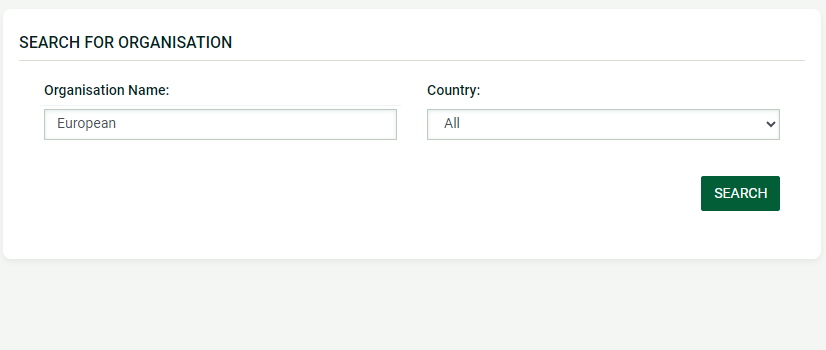 SEARCH FOR ORGANISATION
Organisation Name:
Country:
European
All
SEARCH